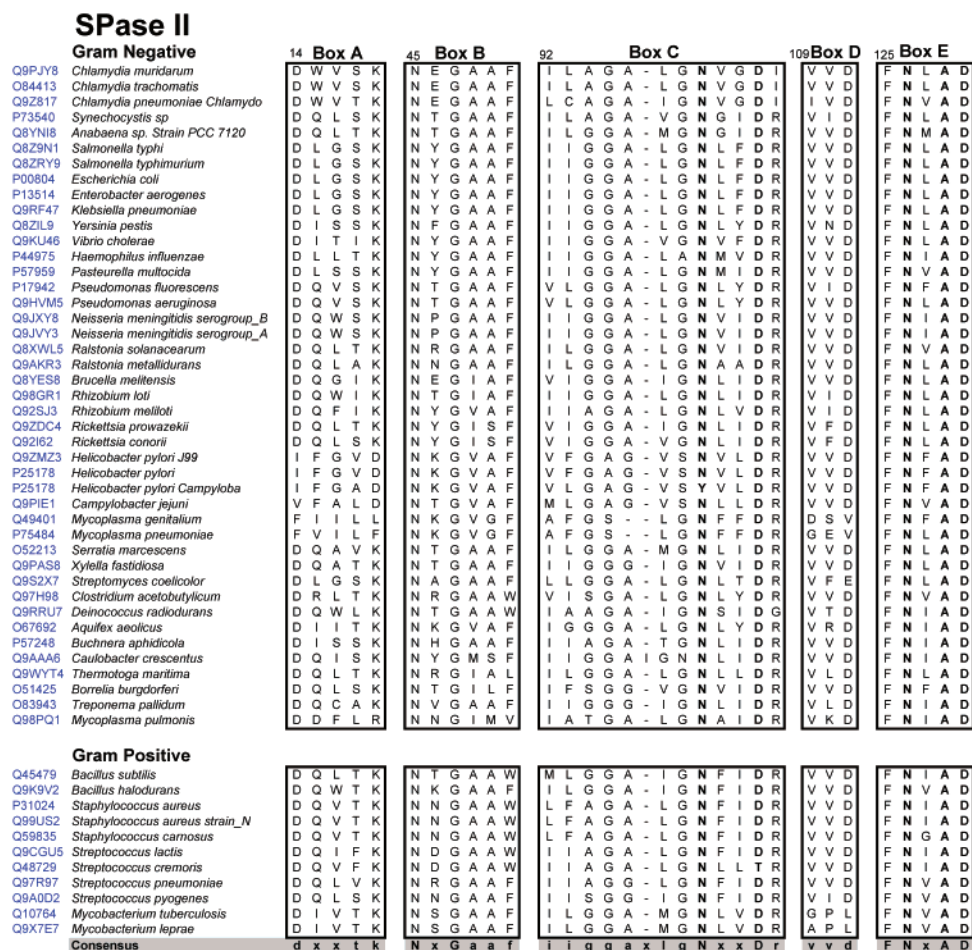 SPase II
Gram Negative 14 Box A 45 Box B 92 Box C 109 Box D 125 Box E
Q9PJY8 Chlamydia muridarum D W V S K N E G A A F I L A G A - L G N V G D I V V D F N L A D
O84413 Chlamydia trachomatis D W V S K N E G A A F I L A G A - L G N V G D I V V D F N L A D
Q9Z817 Chlamydia pneumoniae Chlamydo D W V T K N E G A A F L C A G A - I G N V G D I I V D F N V A D
P73540 Synechocystis sp D Q L S K N T G A A F I L A G A - V G N G I D R V I D F N L A D
Q8YNI8 Anabaena sp. Strain PCC 7120 D Q L T K N T G A A F I L G G A - M G N G I D R V V D F N M A D
Q8Z9N1 Salmonella typhi D L G S K N Y G A A F I I G G A - L G N L F D R V V D F N L A D
Q8ZRY9 Salmonella typhimurium D L G S K N Y G A A F I I G G A - L G N L F D R V V D F N L A D
P00804 Escherichia coli D L G S K N Y G A A F I I G G A - L G N L F D R V V D F N L A D
P13514 Enterobacter aerogenes D L G S K N Y G A A F I I G G A - L G N L F D R V V D F N L A D
Q9RF47 Klebsiella pneumoniae D L G S K N Y G A A F I I G G A - L G N L F D R V V D F N L A D
Q8ZIL9 Yersinia pestis D I S S K N F G A A F I I G G A - L G N L Y D R V N D F N L A D
Q9KU46 Vibrio cholerae D I T I K N Y G A A F I I G G A - V G N V F D R V V D F N L A D
P44975 Haemophilus influenzae D L L T K N Y G A A F I I G G A - L A N M V D R V V D F N I A D
P57959 Pasteurella multocida D L S S K N Y G A A F I I G G A - L G N M I D R V V D F N V A D
P17942 Pseudomonas fluorescens D Q V S K N T G A A F V L G G A - L G N L Y D R V I D F N F A D
Q9HVM5 Pseudomonas aeruginosa D Q V S K N T G A A F V L G G A - L G N L Y D R V V D F N L A D
Q9JXY8 Neisseria meningitidis serogroup_B D Q W S K N P G A A F I I G G A - L G N V I D R V V D F N I A D
Q9JVY3 Neisseria meningitidis serogroup_A D Q W S K N P G A A F I I G G A - L G N V I D R V V D F N I A D
Q8XWL5 Ralstonia solanacearum D Q L T K N R G A A F I L G G A - L G N V I D R V V D F N V A D
Q9AKR3 Ralstonia metallidurans D Q L A K N R G A A F I L G G A - L G N A A D R V V D F N L A D
Q8YES8 Brucella melitensis D Q G I K N E G I A F V I G G A - I G N L I D R V V D F N L A D
Q98GR1 Rhizobium loti D Q W I K N T G I A F I I G G A - L G N L I D R V V D F N L A D
Q92SJ3 Rhizobium meliloti D Q F I K N Y G V A F I I A G A - L G N L V D R V I D F N L A D
Q9ZDC4 Rickettsia prowazekii D Q L T K N Y G I S F V I G G A - I G N L I D R V F D F N L A D
Q92I62 Rickettsia conorii D Q L S K N Y G I S F V I G G A - V G N L I D R V F D F N L A D
Q9ZMZ3 Helicobacter pylori J99 I F G V D N K G V A F V F G A G - V S N V L D R V V D F N F A D
P25178 Helicobacter pylori I F G V D N K G V A F V F G A G - V S N V L D R V V D F N F A D
P25178 Helicobacter pylori Campyloba I F G A D N K G V A F V L G A G - V S Y V L D R V V D F N F A D
Q9PIE1 Campylobacter jejuni V F A L D N T G V A F M L G A G - V S N L L D R V V D F N V A D
Q49401 Mycoplasma genitalium F I I L L N K G V G F A F G S - - L G N F F D R D S V F N F A D
P75484 Mycoplasma pneumoniae F V I L F N K G V G F A F G S - - L G N F F D R G E V F N F A D
O52213 Serratia marcescens D Q A V K N T G A A F I L G G A - M G N L I D R V V D F N L A D
Q9PAS8 Xylella fastidiosa D Q A T K N T G A A F I I G G G - I G N V I D R V V D F N L A D
Q9S2X7 Streptomyces coelicolor D L G S K N A G A A F L L G G A - L G N L T D R V F E F N L A D
Q97H98 Clostridium acetobutylicum D R L T K N R G A A W V I S G A - L G N L Y D R V V D F N V A D
Q9RRU7 Deinococcus radiodurans D Q W L K N T G A A W I A A G A - I G N S I D G V T D F N I A D
O67692 Aquifex aeolicus D I I T K N K G V A F I G G G A - L G N L Y D R V R D F N I A D
P57248 Buchnera aphidicola D I S S K N H G A A F I I A G A - T G N L I D R V V D F N I A D
Q9AAA6 Caulobacter crescentus D Q I S K N Y G M S F I I G G A I G N N L I D R V V D F N I A D
Q9WYT4 Thermotoga maritima D Q L T K N R G I A L I I G G A - L G N L I D R V L D F N L A D
O51425 Borrelia burgdorferi D Q L S K N T G I L F I F S G G - V G N V I D R V V D F N F A D
O83943 Treponema pallidum D Q C A K N V G A A F I I G G G - I G N L I D R V V D F N I A D
Q98PQ1 Mycoplasma pulmonis D D F L R N N G I M V I A T G A - L G N A I D R V K D F N I A D
Gram Positive
Q45479 Bacillus subtilis D Q L T K N T G A A W M L G G A - I G N F I D R V V D F N I A D
Q9K9V2 Bacillus halodurans D Q W T K N K G A A W I L G G A - I G N F I D R V V D F N I A D
P31024 Staphylococcus aureus D Q V T K N N G A A W L F A G A - L G N F I D R V V D F N I A D
Q99US2 Staphylococcus aureus strain_N D Q V T K N N G A A W L F A G A - L G N F I D R V V D F N I A D
Q59835 Staphylococcus carnosus D Q V T K N N G A A W L F A G A - L G N F I D R V V D F N G A D
Q9CGU5 Streptococcus lactis D Q I F K N D G A A W I I A G A - L G N F I D R V V D F N V A D
Q48729 Streptococcus cremoris D Q V F K N D G A A W I I S G A - L G N L L T R V V D F N V A D
Q97R97 Streptococcus pneumoniae D Q L V K N R G A A F I I A G G - L G N F I D R V V D F N V A D
Q9A0D2 Streptococcus pyogenes D Q L S K N N G A A W I I S G G - L G N F I D R V I D F N V A D
Q10764 Mycobacterium tuberculosis D I V T K N S G A A F I L G G A - M G N L V D R G P L F N V A D
Q9X7E7 Mycobacterium leprae D I V T K N S G A A F I L G G A - M G N L V D R A P L F N V A D
Consensus d x x t k N x G a a f i i g g a x l g N x x D r v v d F N A